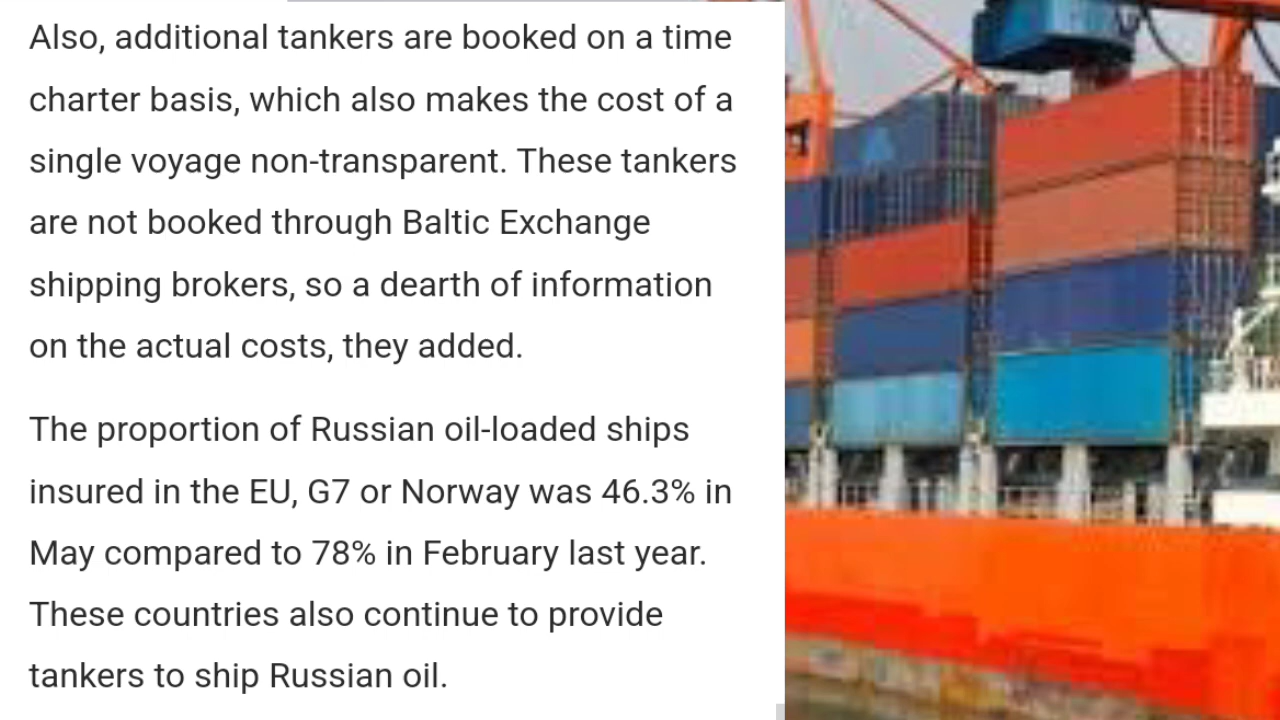 Also, additional tankers are booked on a time
charter basis, which also makes the cost of a
single voyage non-transparent. These tankers
are not booked through Baltic Exchange
shipping brokers, so a dearth of information
on the actual costs, they added.
The proportion of Russian oil-loaded ships
insured in the EU, G7 or Norway was 46.3% in
May compared to 78% in February last year.
These countries also continue to provide
tankers to ship Russian oil.